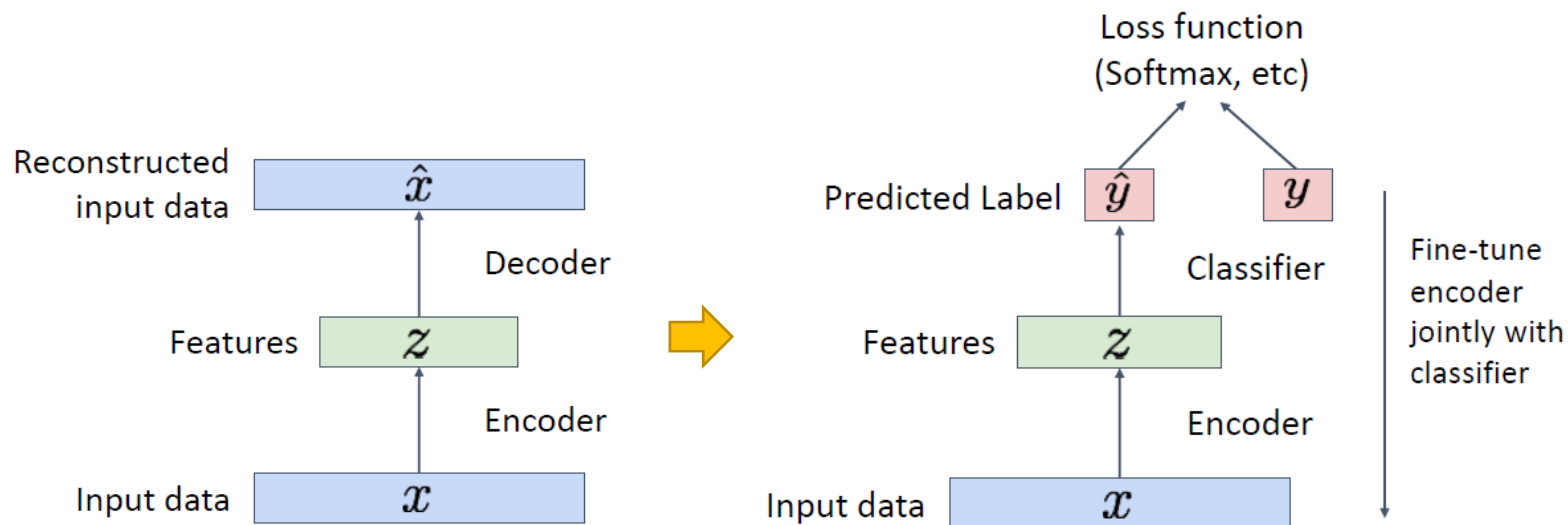 Reconstructed
input data
x̂
Decoder
Features
z
Encoder
Input data
x
Loss function
(Softmax, etc)
Predicted Label
ŷ
y
Classifier
Features
z
Encoder
Input data
x
Fine-tune
encoder
jointly with
classifier